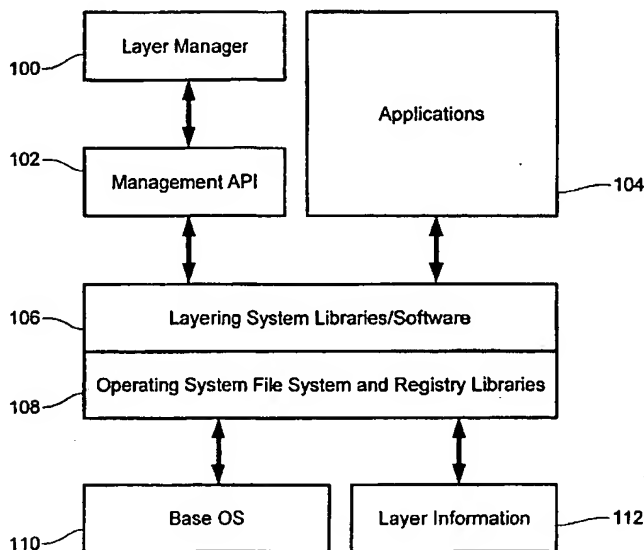 Layer Manager
100
Applications
102
Management API
104
106
Layering System Libraries/Software
Operating System File System and Registry Libraries
108
Base OS
Layer Information
110
112